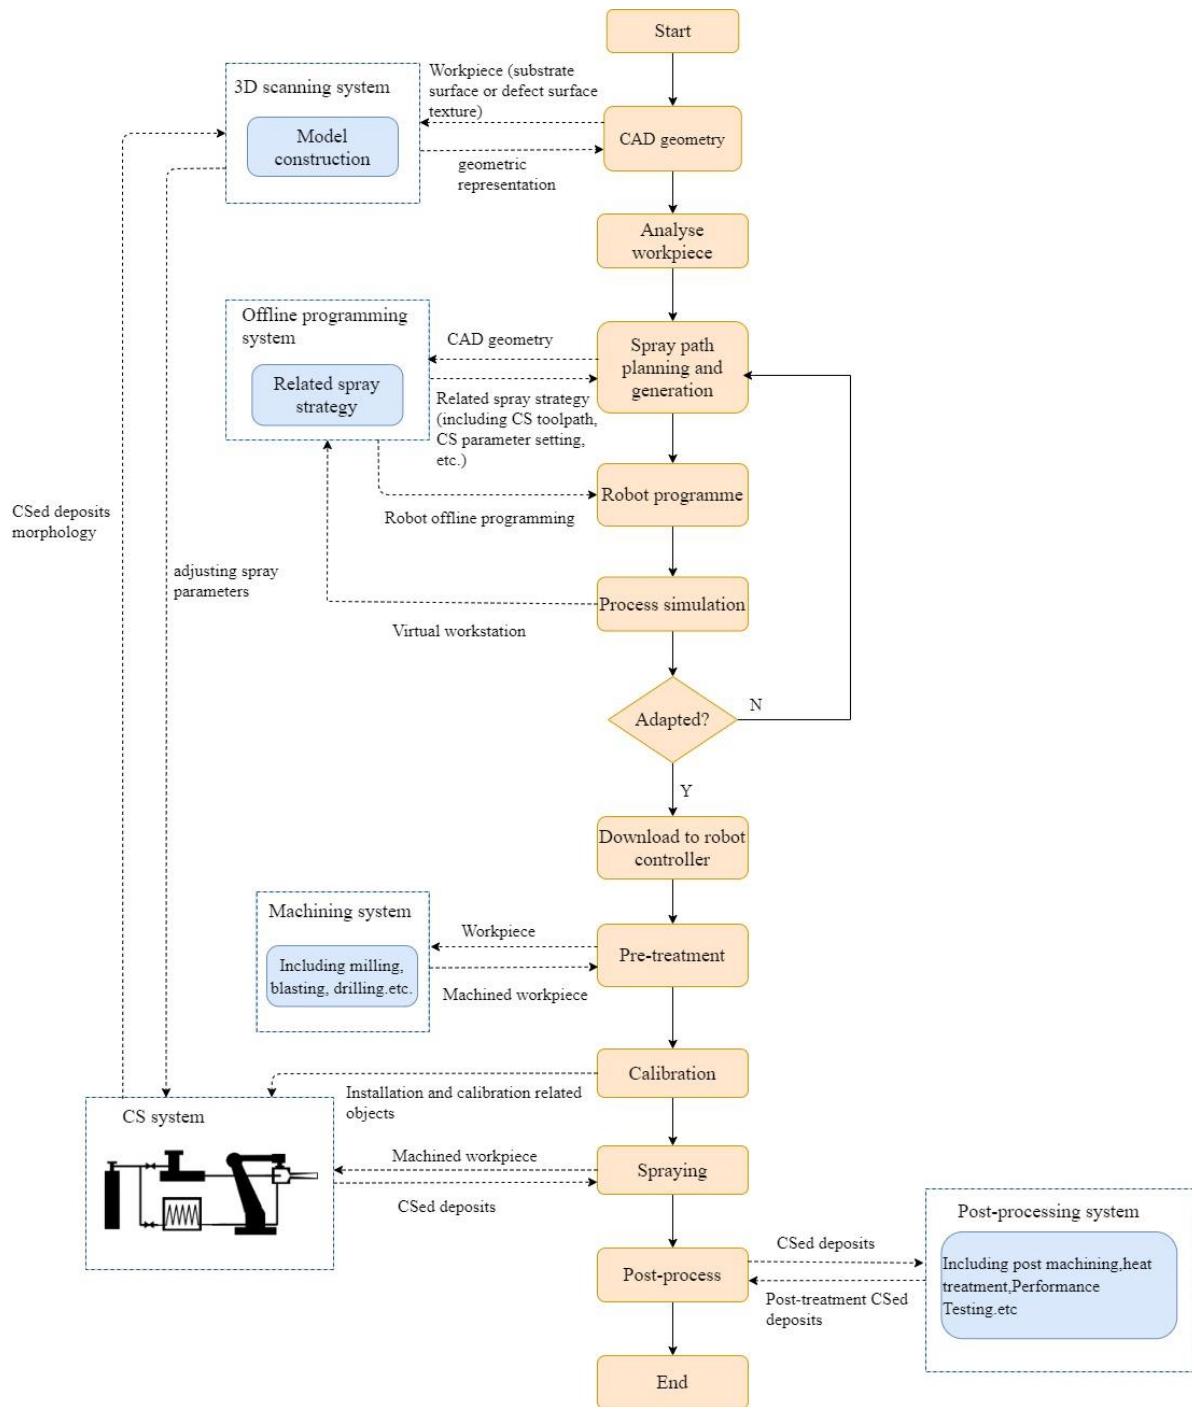 Start
3D scanning system
Model
construction
Workpiece (substrate
surface or defect surface
texture)
geometric
representation
CAD geometry
Analyse
workpiece
Offline programming
system
Related spray
strategy
CAD geometry
Related spray strategy
(including CS toolpath,
CS parameter setting,
etc.)
Spray path
planning and
generation
Robot programme
Robot offline programming
CSed deposits
morphology
adjusting spray
parameters
Process simulation
Virtual workstation
Adapted?
N
Y
Download to robot
controller
Machining system
Including milling,
blasting, drilling.etc.
Workpiece
Machined workpiece
Pre-treatment
Calibration
Installation and calibration related
objects
CS system
Machined workpiece
CSed deposits
Spraying
Post-process
CSed deposits
Post-treatment CSed
deposits
Post-processing system
Including post machining,heat
treatment,Performance
Testing.etc
End